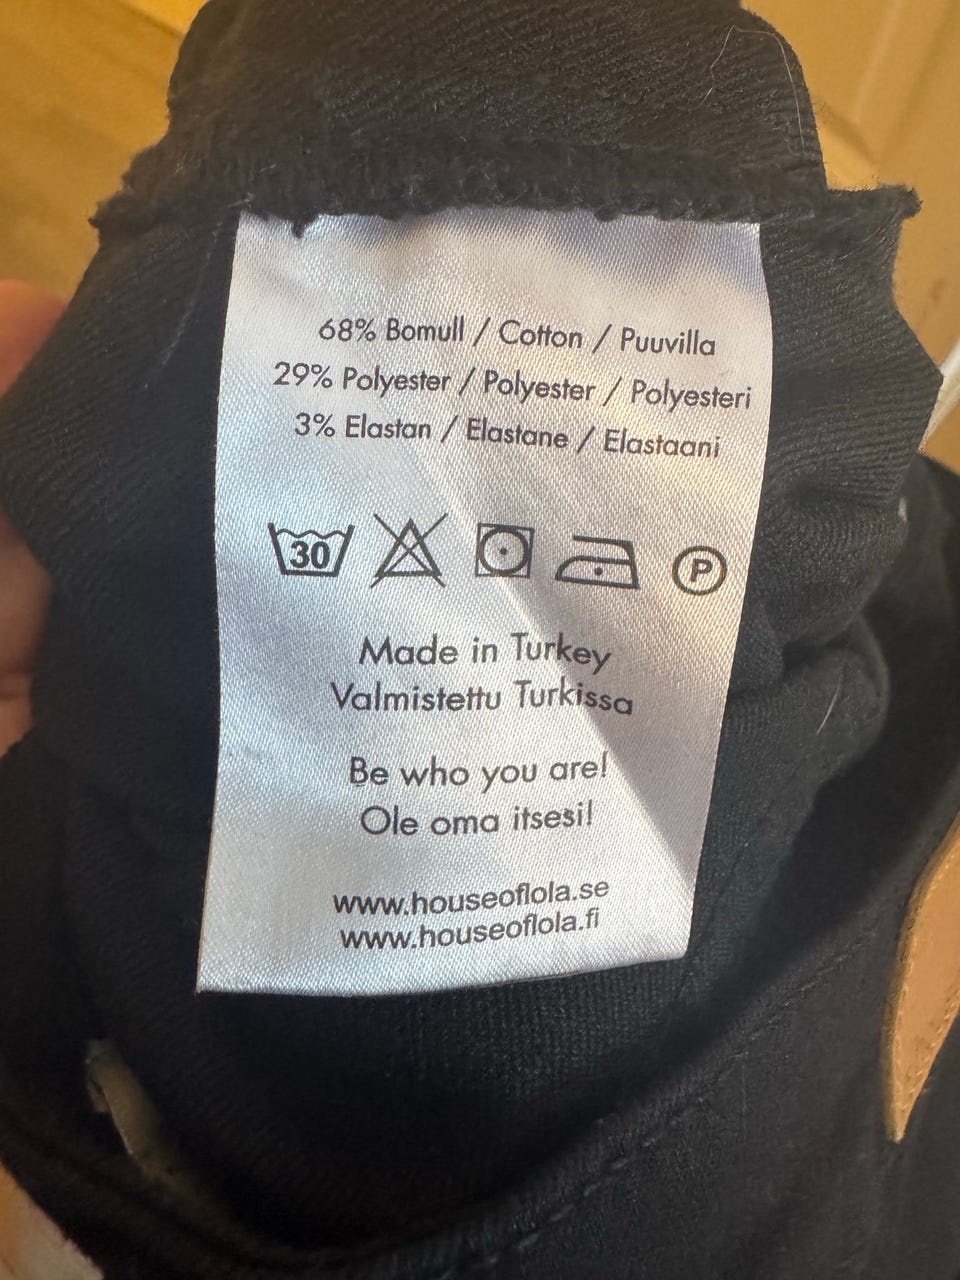 68% Bomull / Cotton / Puuvilla
29% Polyester / Polyester / Polyesteri
3% Elastan / Elastane / Elastaani
30 P
Made in Turkey
Valmistettu Turkissa
Be who you are!
Ole oma itsesi!
www.houseoflola.se
www.houseoflola.fi